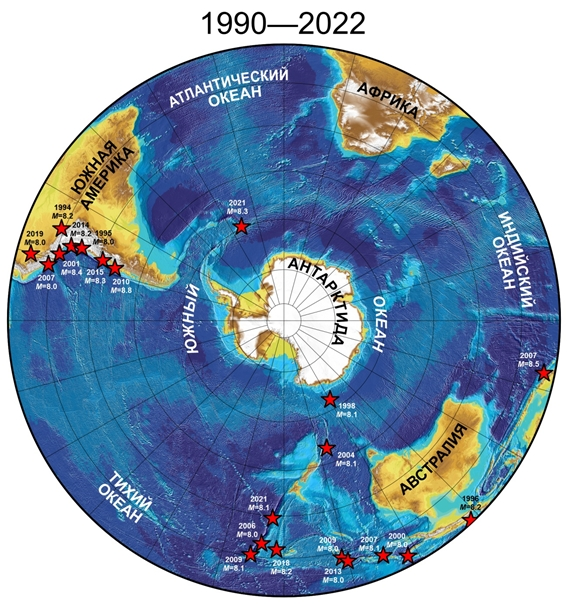 1990—2022
АТЛАНТИЧЕСКИЙ
ОКЕАН
АФРИКА
ЮЖНАЯ
АМЕРИКА
1994
M=8.2
2014
M=8.2
1995
M=8.0
2019
M=8.0
2007
M=8.0
2001
M=8.4
2015
M=8.3
2010
M=8.8
2021
M=8.3
ИНДИЙСКИЙ
ОКЕАН
АНТАРКТИДА
ЮЖНЫЙ
ОКЕАН
2007
M=8.5
1998
M=8.1
2004
M=8.1
АВСТРАЛИЯ
1996
M=8.2
ТИХИЙ
ОКЕАН
2021
M=8.1
2006
M=8.0
2009
M=8.1
2018
M=8.2
2009
M=8.0
2013
M=8.0
2007
M=8.1
2000
M=8.0